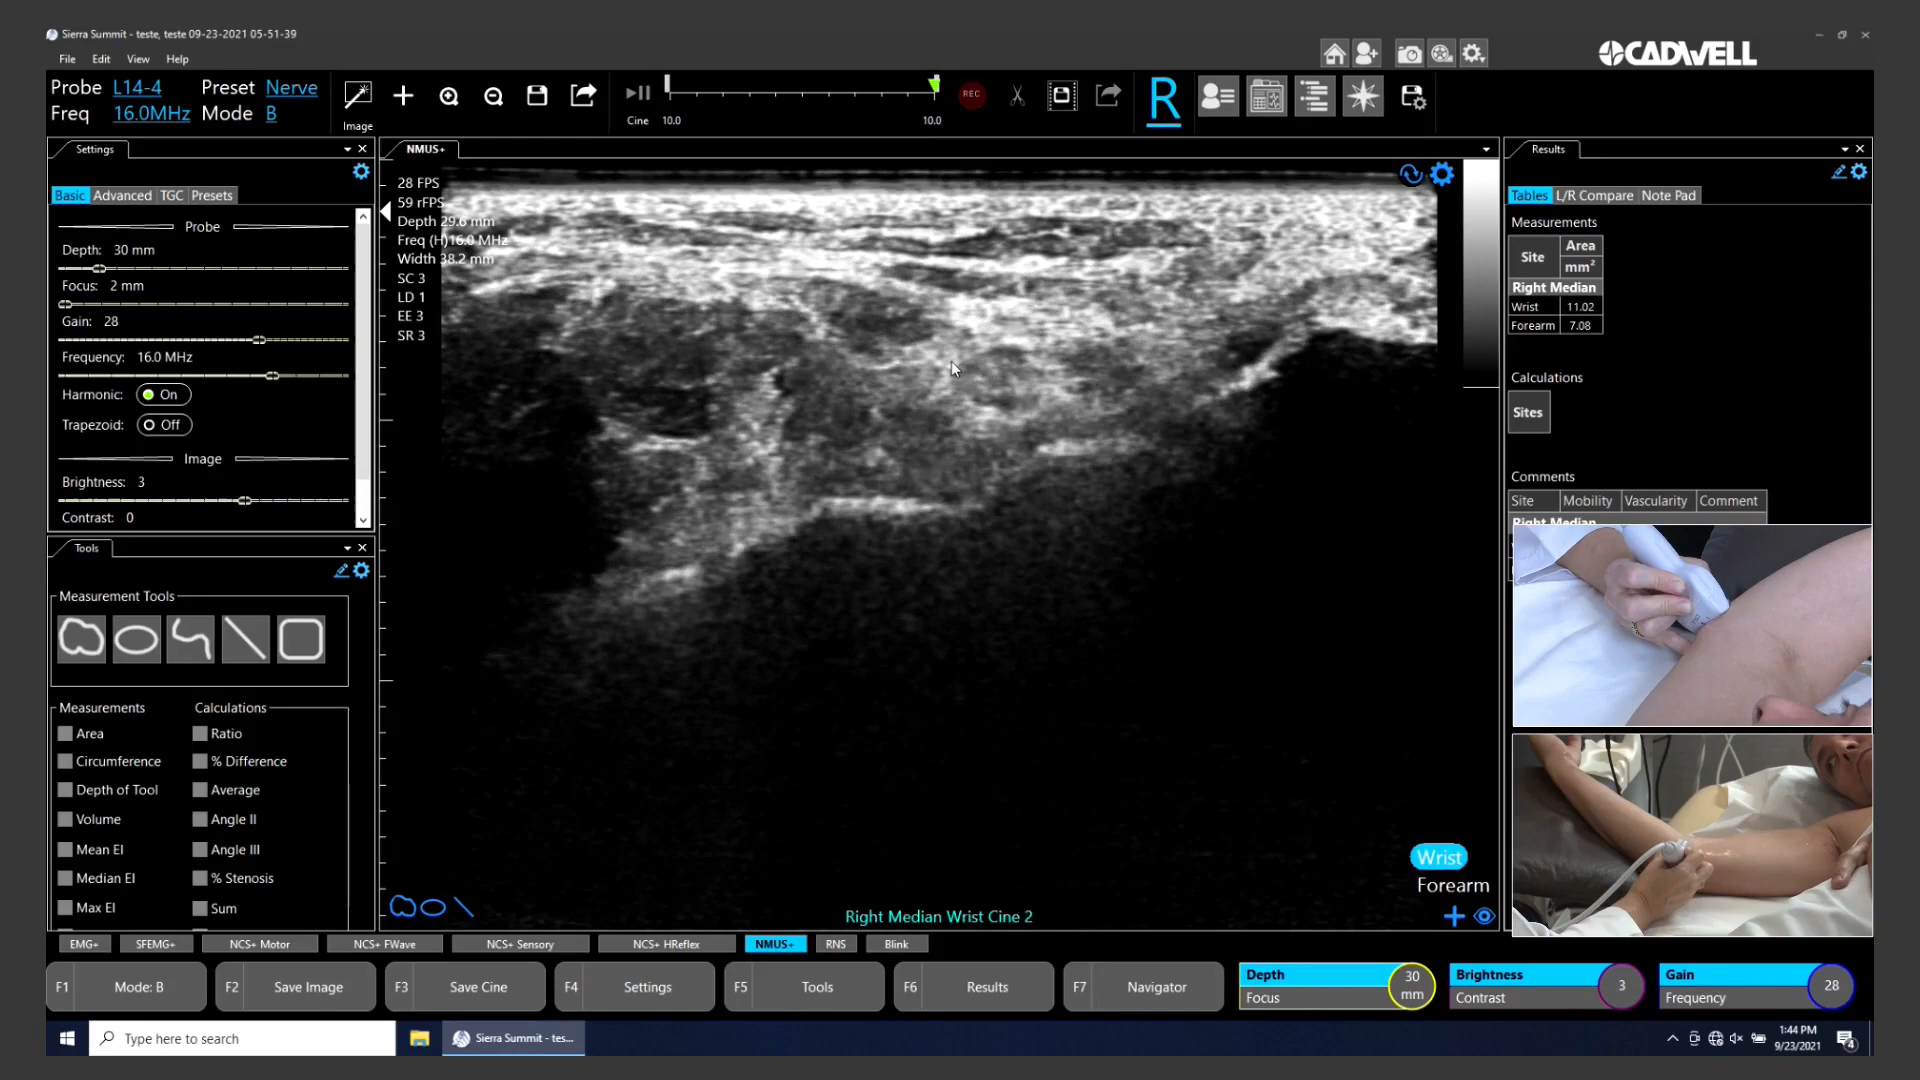 Sierra Summit - teste, teste 09-23-2021 05-51-39
File Edit View Help
CADWELL
Probe L14-4 Preset Nerve
Freq 16.0MHz Mode B
Image
Cine 10.0 10.0
REC
R
Settings
NMUS+
Results
Basic Advanced TGC Presets
Probe
Depth: 30 mm
Focus: 2 mm
Gain: 28
Frequency: 16.0 MHz
Harmonic: On
Trapezoid: Off
Image
Brightness: 3
Contrast: 0
28 FPS
59 rFPS
Depth 29.6 mm
Freq (H)16.0 MHz
Width 38.2 mm
SC 3
LD 1
EE 3
SR 3
Tables L/R Compare Note Pad
Measurements
Site Area
mm²
Right Median
Wrist 11.02
Forearm 7.08
Calculations
Sites
Comments
Site Mobility Vascularity Comment
Right Median
Tools
Measurement Tools
Measurements Calculations
Area Ratio
Circumference % Difference
Depth of Tool Average
Volume Angle II
Mean EI Angle III
Median EI % Stenosis
Max EI Sum
Wrist
Forearm
Right Median Wrist Cine 2
EMG+ SFEMG+ NCS+ Motor NCS+ FWave NCS+ Sensory NCS+ HReflex NMUS+ RNS Blink
F1 Mode: B F2 Save Image F3 Save Cine F4 Settings F5 Tools F6 Results F7 Navigator
Depth 30 mm
Focus
Brightness 3
Contrast
Gain 28
Frequency
Type here to search
Sierra Summit - tes...
1:44 PM
9/23/2021
4